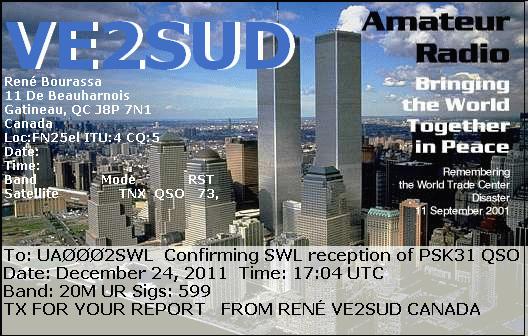 VE2SUD
Amateur
Radio
Bringing
the World
Together
in Peace
Remembering
the World Trade Center
Disaster
11 September 2001
René Bourassa
11 De Beauharnois
Gatineau, QC J8P 7N1
Canada
Loc:FN25el ITU:4 CQ:5
Date:
Time:
Band Mode RST
Satellite TNX QSO 73,
To: UAØØØ2SWL Confirming SWL reception of PSK31 QSO
Date: December 24, 2011 Time: 17:04 UTC
Band: 20M UR Sigs: 599
TX FOR YOUR REPORT FROM RENÉ VE2SUD CANADA